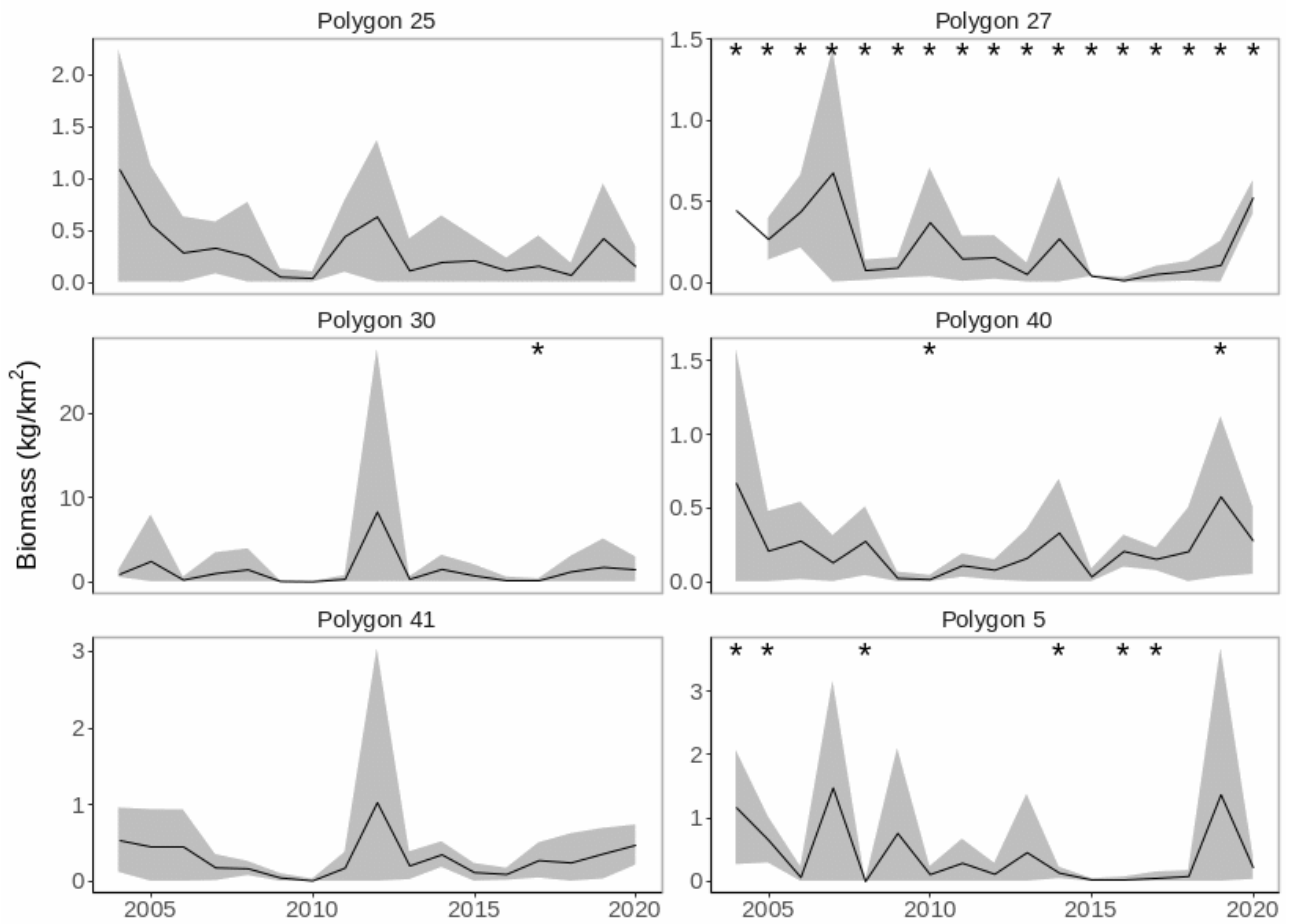 Polygon 25
Polygon 27
2.0
1.5
1.0
0.5
0.0
1.5
1.0
0.5
0.0
* * * * * * * * * * * * * * * * *
Polygon 30
Polygon 40
Biomass (kg/km²)
20
10
0
*
1.5
1.0
0.5
0.0
* *
Polygon 41
Polygon 5
3
2
1
0
3
2
1
0
* * * * * *
2005 2010 2015 2020
2005 2010 2015 2020